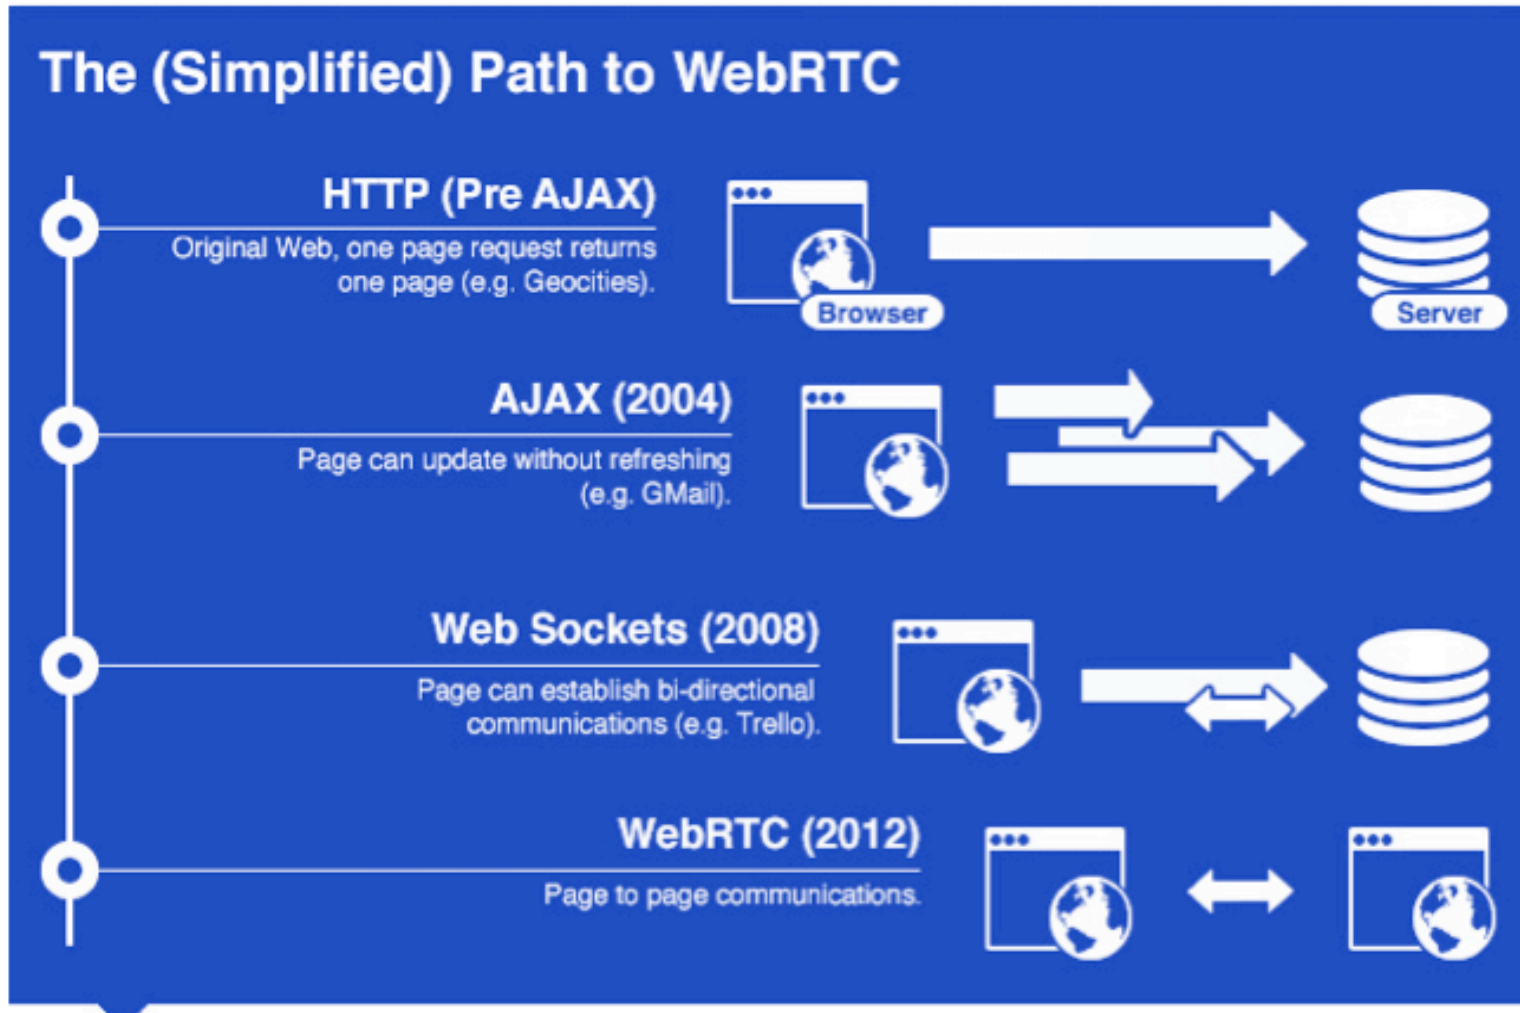 The (Simplified) Path to WebRTC
HTTP (Pre AJAX)
Original Web, one page request returns
one page (e.g. Geocities).
Browser
Server
AJAX (2004)
Page can update without refreshing
(e.g. GMail).
Web Sockets (2008)
Page can establish bi-directional
communications (e.g. Trello).
WebRTC (2012)
Page to page communications.